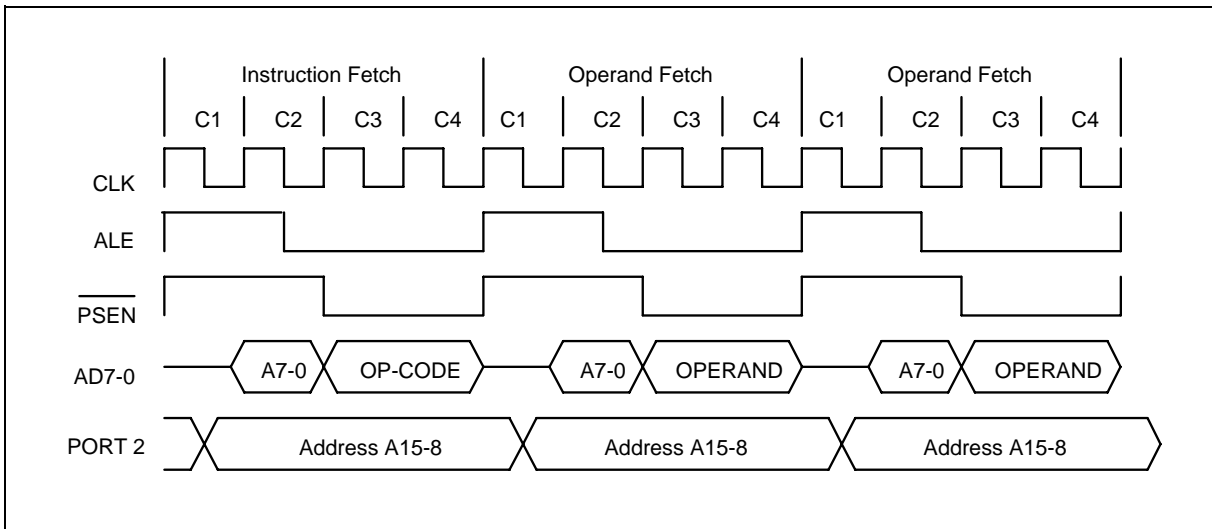 Instruction Fetch Operand Fetch Operand Fetch
C1 C2 C3 C4 C1 C2 C3 C4 C1 C2 C3 C4
CLK
ALE
PSEN
AD7-0 A7-0 OP-CODE A7-0 OPERAND A7-0 OPERAND
PORT 2 Address A15-8 Address A15-8 Address A15-8